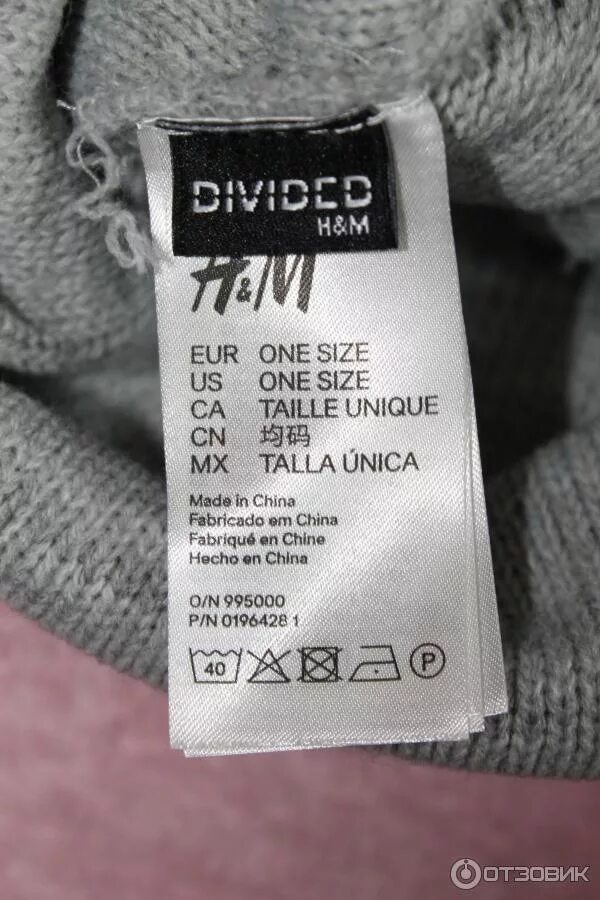 DIVIDED
H&M
H&M
EUR ONE SIZE
US ONE SIZE
CA TAILLE UNIQUE
CN 均码
MX TALLA ÚNICA
Made in China
Fabricado em China
Fabriqué en Chine
Hecho en China
O/N 995000
P/N 0196428 1
40
P
ОТЗОВИК